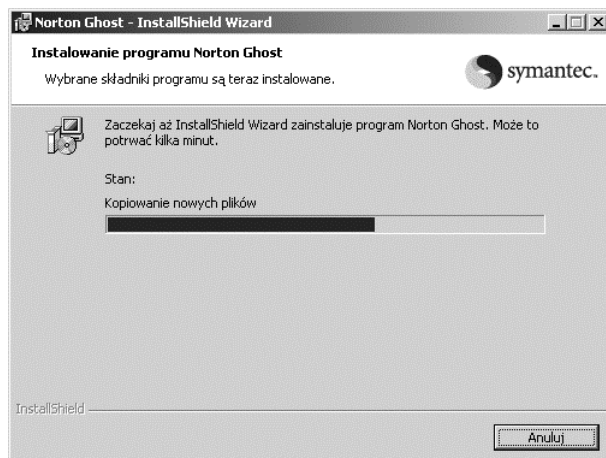 Norton Ghost - InstallShield Wizard
Instalowanie programu Norton Ghost
Wybrane składniki programu są teraz instalowane.
symantec.
Zaczekaj aż InstallShield Wizard zainstaluje program Norton Ghost. Może to
potrwać kilka minut.
Stan:
Kopiowanie nowych plików
InstallShield
Anuluj